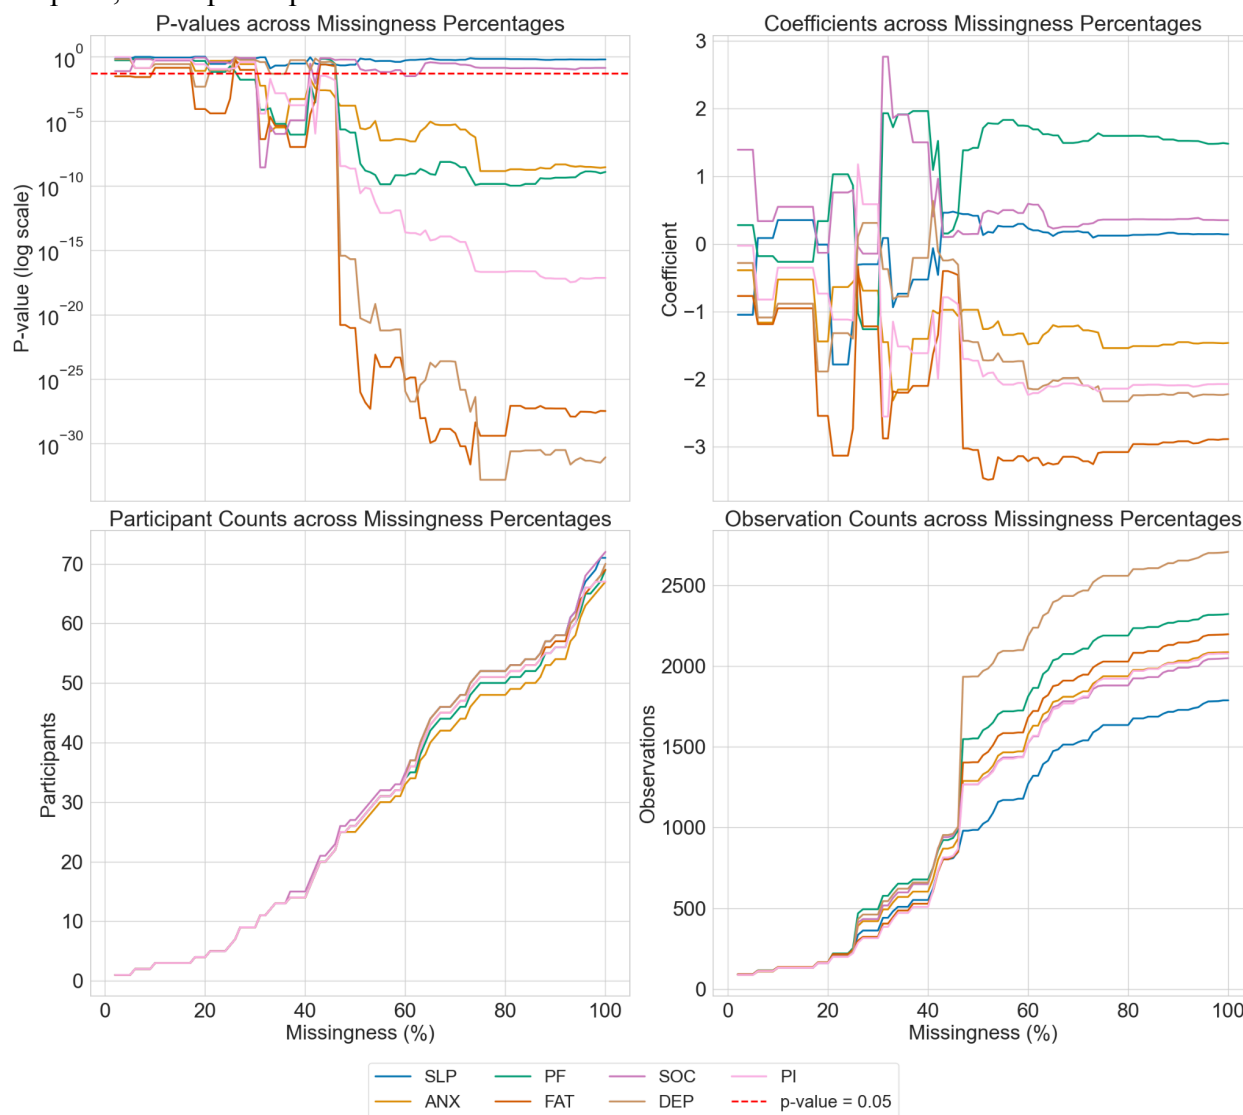 P-values across Missingness Percentages
Coefficients across Missingness Percentages
P-value (log scale)
10^0
10^−5
10^−10
10^−15
10^−20
10^−25
10^−30
Coefficient
3
2
1
0
−1
−2
−3
Participant Counts across Missingness Percentages
Observation Counts across Missingness Percentages
Participants
70
60
50
40
30
20
10
0
0 20 40 60 80 100
Missingness (%)
Observations
2500
2000
1500
1000
500
0
0 20 40 60 80 100
Missingness (%)
SLP PF SOC PI
ANX FAT DEP p-value = 0.05